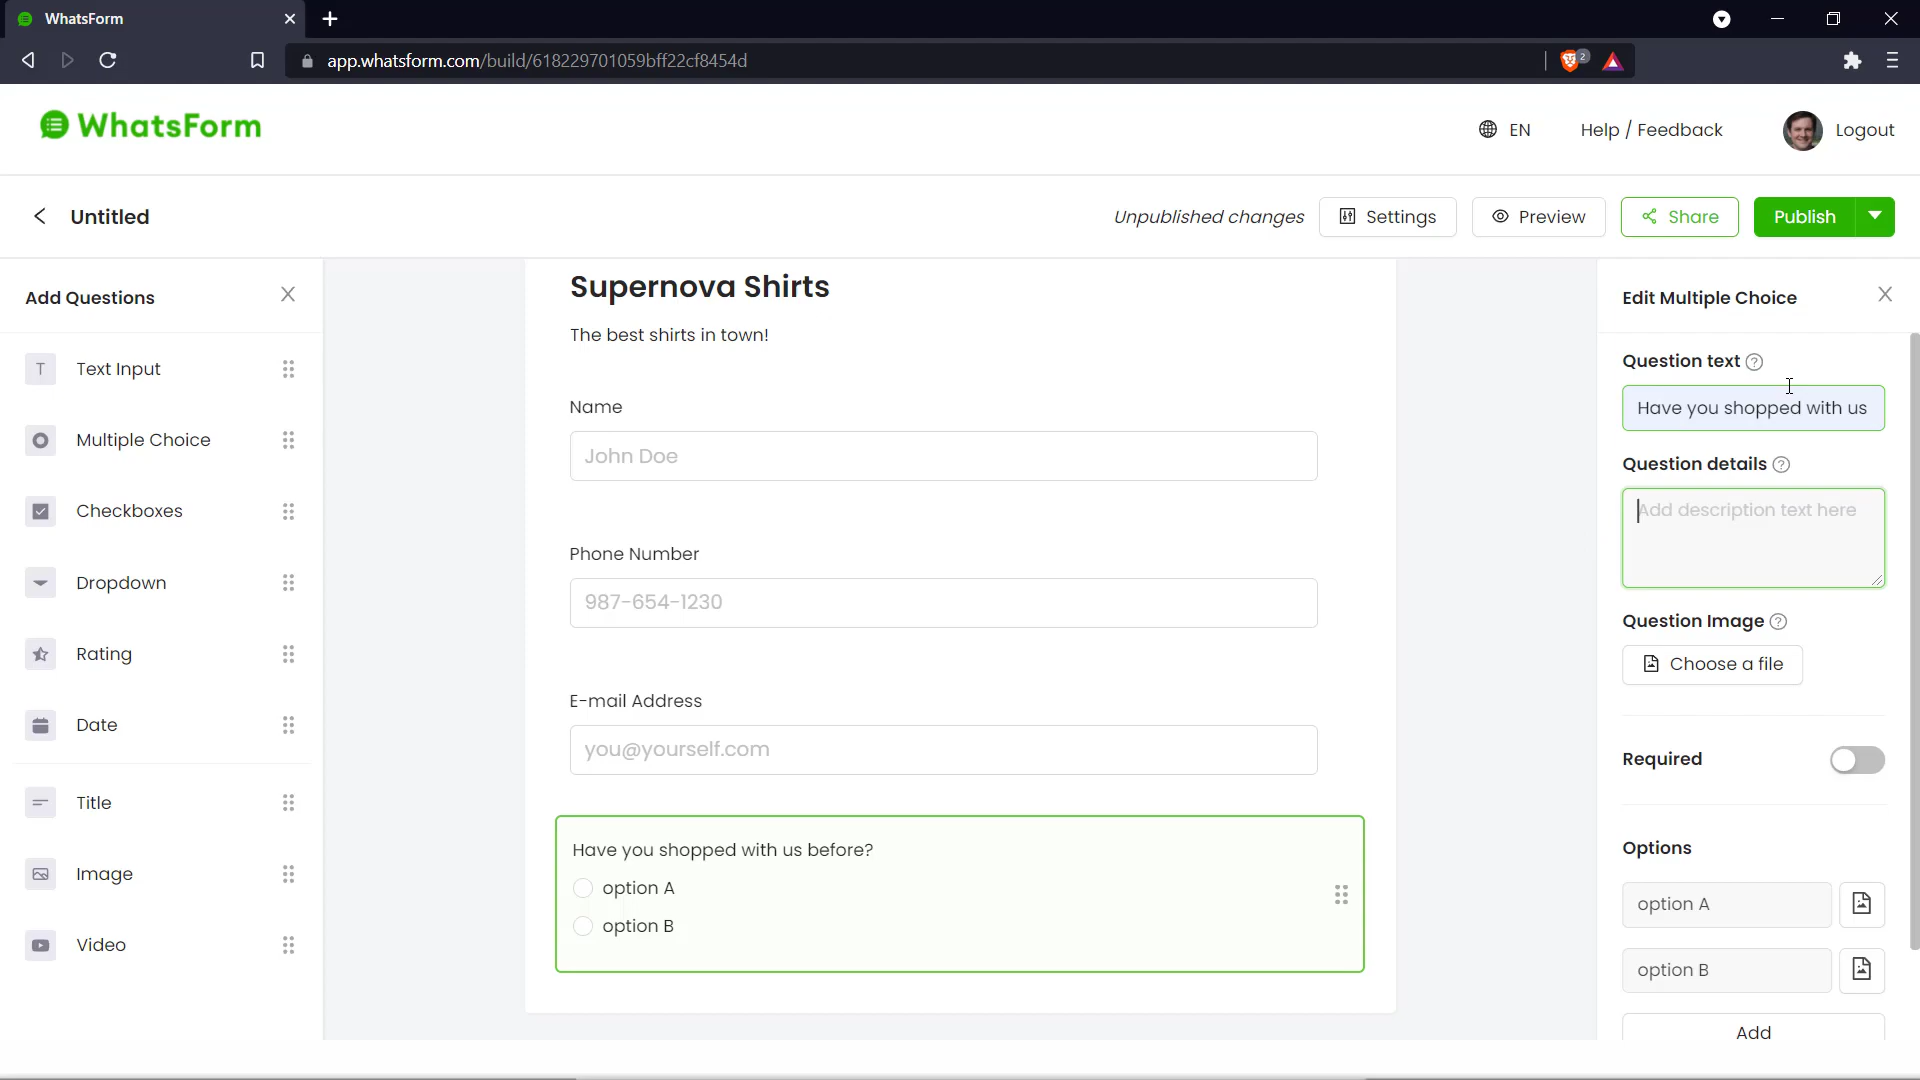 WhatsForm
app.whatsform.com/build/618229701059bff22cf8454d
2
WhatsForm
EN
Help / Feedback
Logout
Untitled
Unpublished changes
Settings
Preview
Share
Publish
Add Questions
T
Text Input
Multiple Choice
Checkboxes
Dropdown
Rating
Date
Title
Image
Video
Supernova Shirts
The best shirts in town!
Name
John Doe
Phone Number
987-654-1230
E-mail Address
you@yourself.com
Have you shopped with us before?
option A
option B
Edit Multiple Choice
Question text ?
Have you shopped with us
Question details ?
Add description text here
Question Image ?
Choose a file
Required
Options
option A
option B
Add